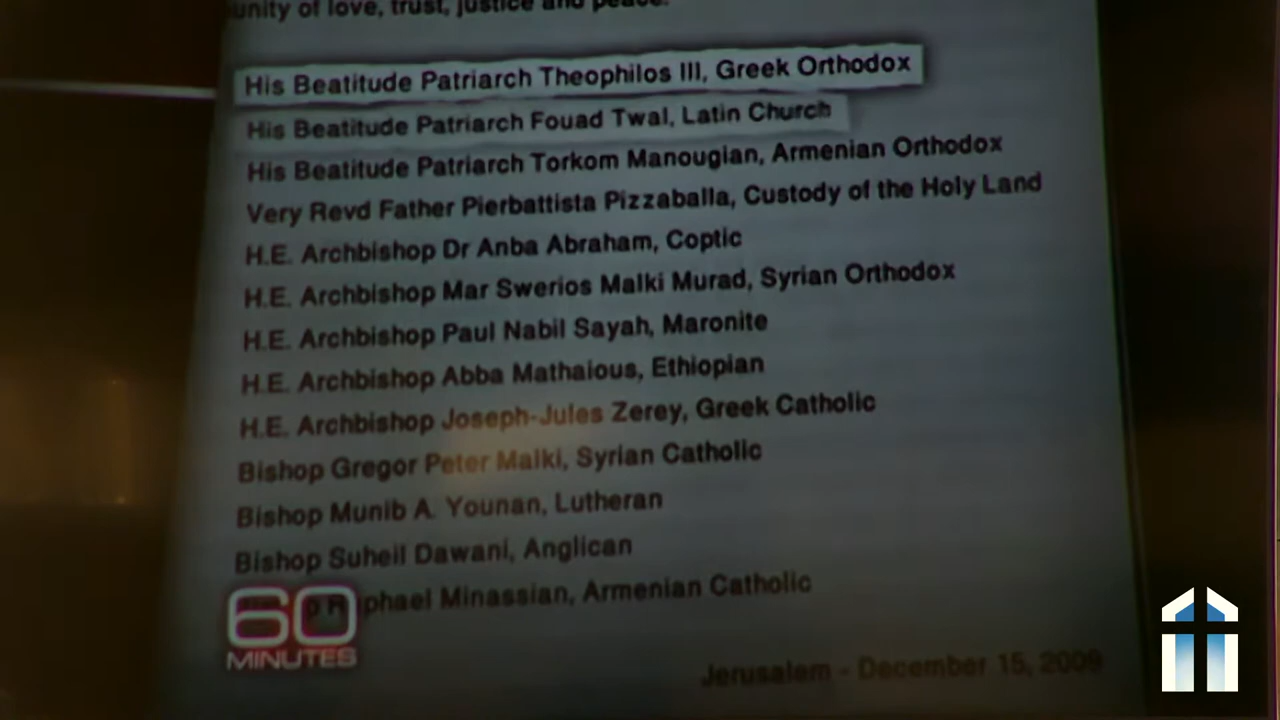 unity of love, trust, justice and peace.
His Beatitude Patriarch Theophilos III, Greek Orthodox
His Beatitude Patriarch Fouad Twal, Latin Church
His Beatitude Patriarch Torkom Manougian, Armenian Orthodox
Very Revd Father Pierbattista Pizzaballa, Custody of the Holy Land
H.E. Archbishop Dr Anba Abraham, Coptic
H.E. Archbishop Mar Swerios Malki Murad, Syrian Orthodox
H.E. Archbishop Paul Nabil Sayah, Maronite
H.E. Archbishop Abba Mathaious, Ethiopian
H.E. Archbishop Joseph-Jules Zerey, Greek Catholic
Bishop Gregor Peter Malki, Syrian Catholic
Bishop Munib A. Younan, Lutheran
Bishop Suheil Dawani, Anglican
phael Minassian, Armenian Catholic
60
MINUTES
Jerusalem - December 15, 2009